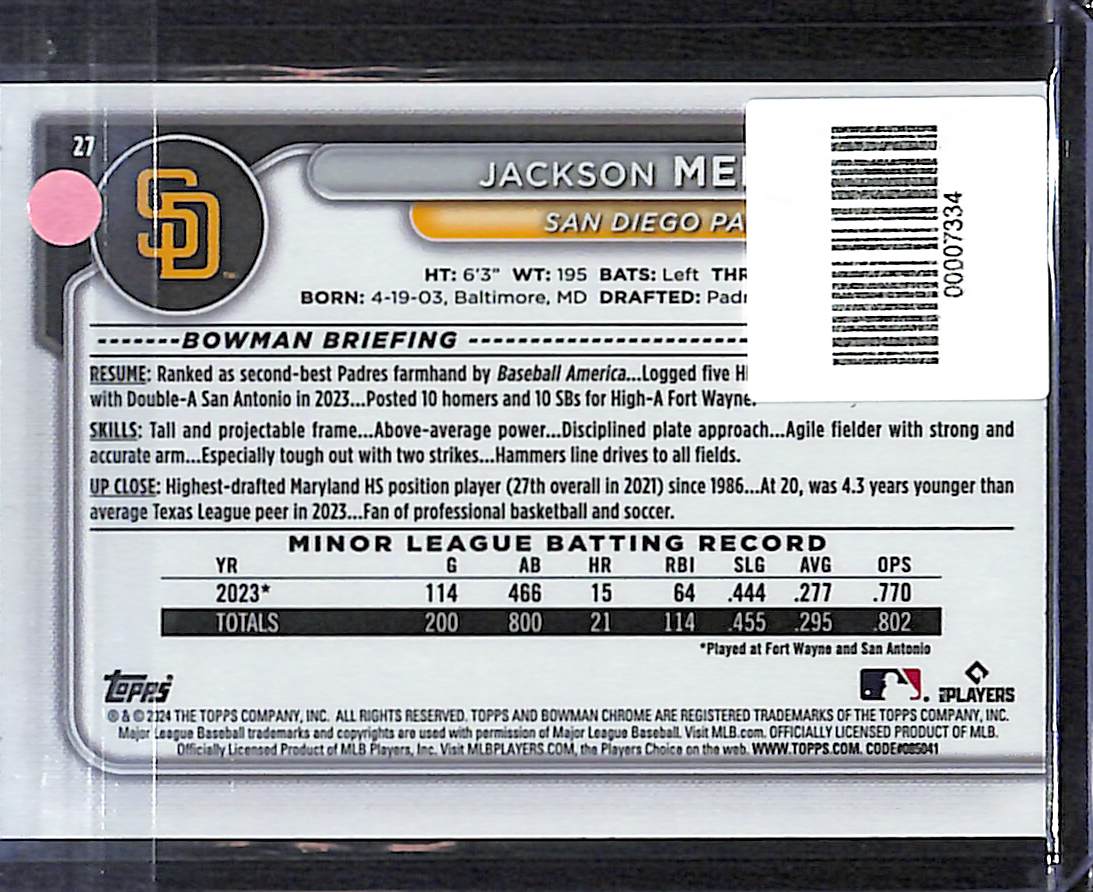 27
SD
JACKSON ME
SAN DIEGO PA
HT: 6'3" WT: 195 BATS: Left THR
BORN: 4-19-03, Baltimore, MD DRAFTED: Padr
BOWMAN BRIEFING
RESUME: Ranked as second-best Padres farmhand by Baseball America...Logged five H
with Double-A San Antonio in 2023...Posted 10 homers and 10 SBs for High-A Fort Wayne.
SKILLS: Tall and projectable frame...Above-average power...Disciplined plate approach...Agile fielder with strong and
accurate arm...Especially tough out with two strikes...Hammers line drives to all fields.
UP CLOSE: Highest-drafted Maryland HS position player (27th overall in 2021) since 1986...At 20, was 4.3 years younger than
average Texas League peer in 2023...Fan of professional basketball and soccer.
MINOR LEAGUE BATTING RECORD
YR G AB HR RBI SLG AVG OPS
2023* 114 466 15 64 .444 .277 .770
TOTALS 200 800 21 114 .455 .295 .802
*Played at Fort Wayne and San Antonio
Topps
MLB PLAYERS
® & © 2024 THE TOPPS COMPANY, INC. ALL RIGHTS RESERVED. TOPPS AND BOWMAN CHROME ARE REGISTERED TRADEMARKS OF THE TOPPS COMPANY, INC.
Major League Baseball trademarks and copyrights are used with permission of Major League Baseball. Visit MLB.com. OFFICIALLY LICENSED PRODUCT OF MLB.
Officially Licensed Product of MLB Players, Inc. Visit MLBPLAYERS.COM, the Players Choice on the web. WWW.TOPPS.COM. CODE#085041
00007334